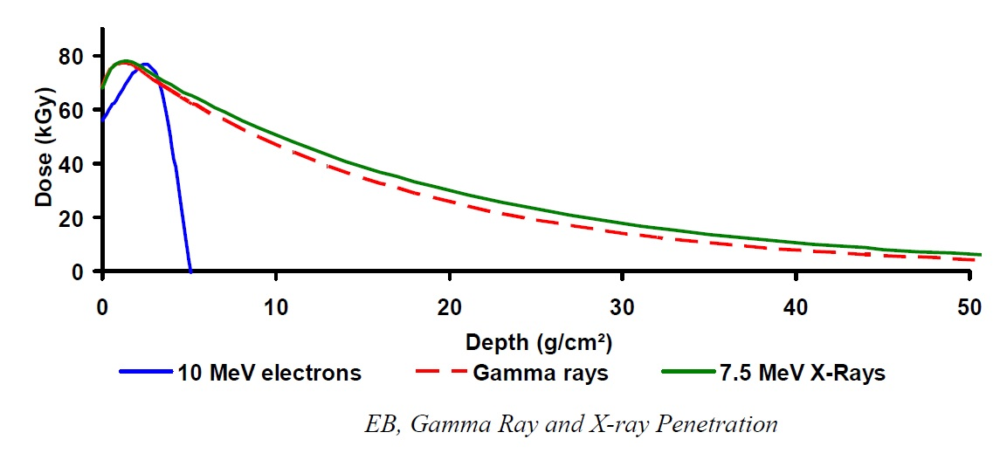 80
60
40
20
0
Dose (kGy)
0 10 20 30 40 50
Depth (g/cm²)
10 MeV electrons Gamma rays 7.5 MeV X-Rays
EB, Gamma Ray and X-ray Penetration